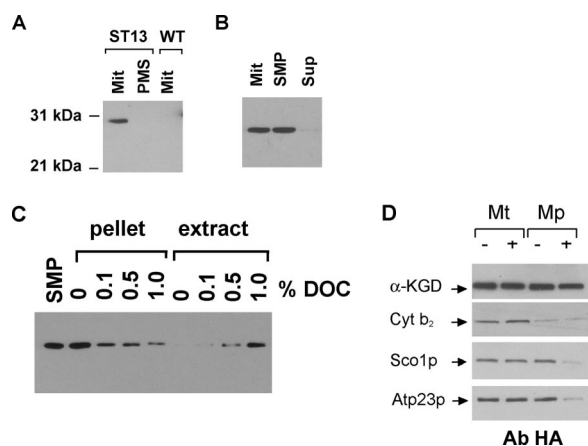 A
ST13 WT
Mit PMS Mit
31 kDa
21 kDa
B
Mit SMP Sup
C
pellet extract
SMP 0 0.1 0.5 1.0 0 0.1 0.5 1.0 % DOC
D
Mt Mp
- + - +
α-KGD
Cyt b₂
Sco1p
Atp23p
Ab HA